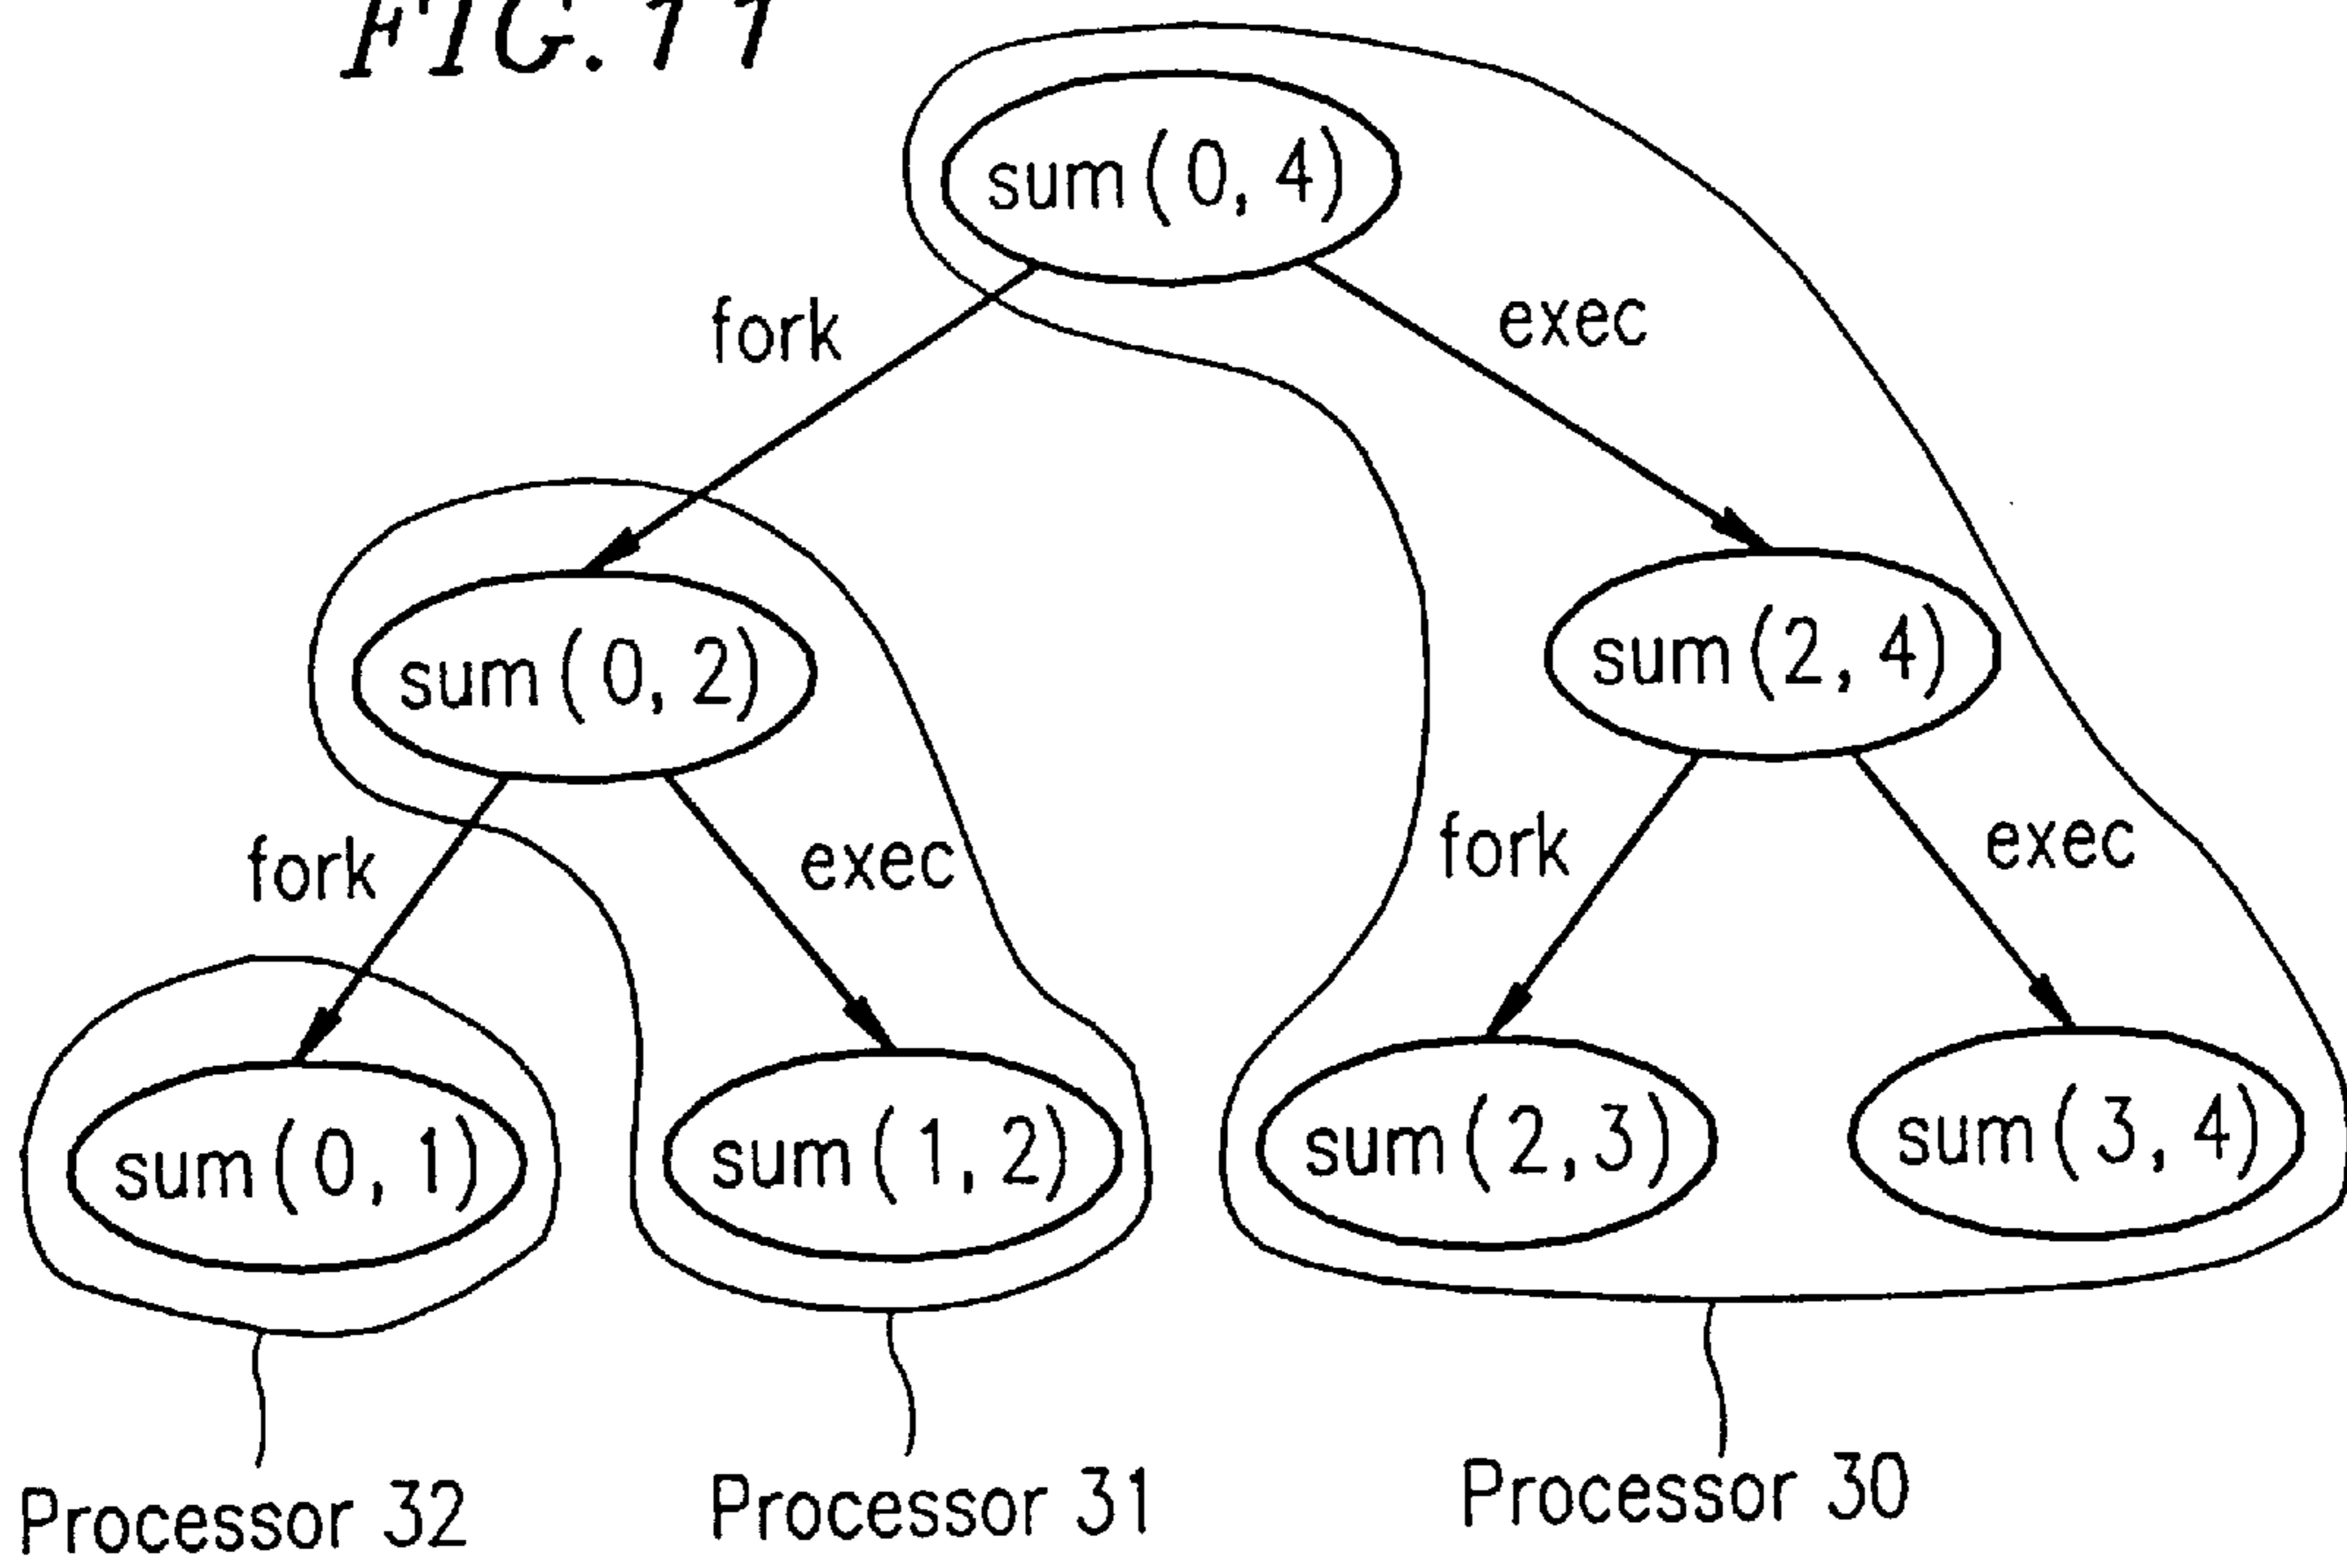 FIG. 11
sum (0, 4)
fork
exec
sum (0, 2)
sum (2, 4)
fork
exec
fork
exec
sum (0, 1)
sum (1, 2)
sum (2, 3)
sum (3, 4)
Processor 32
Processor 31
Processor 30